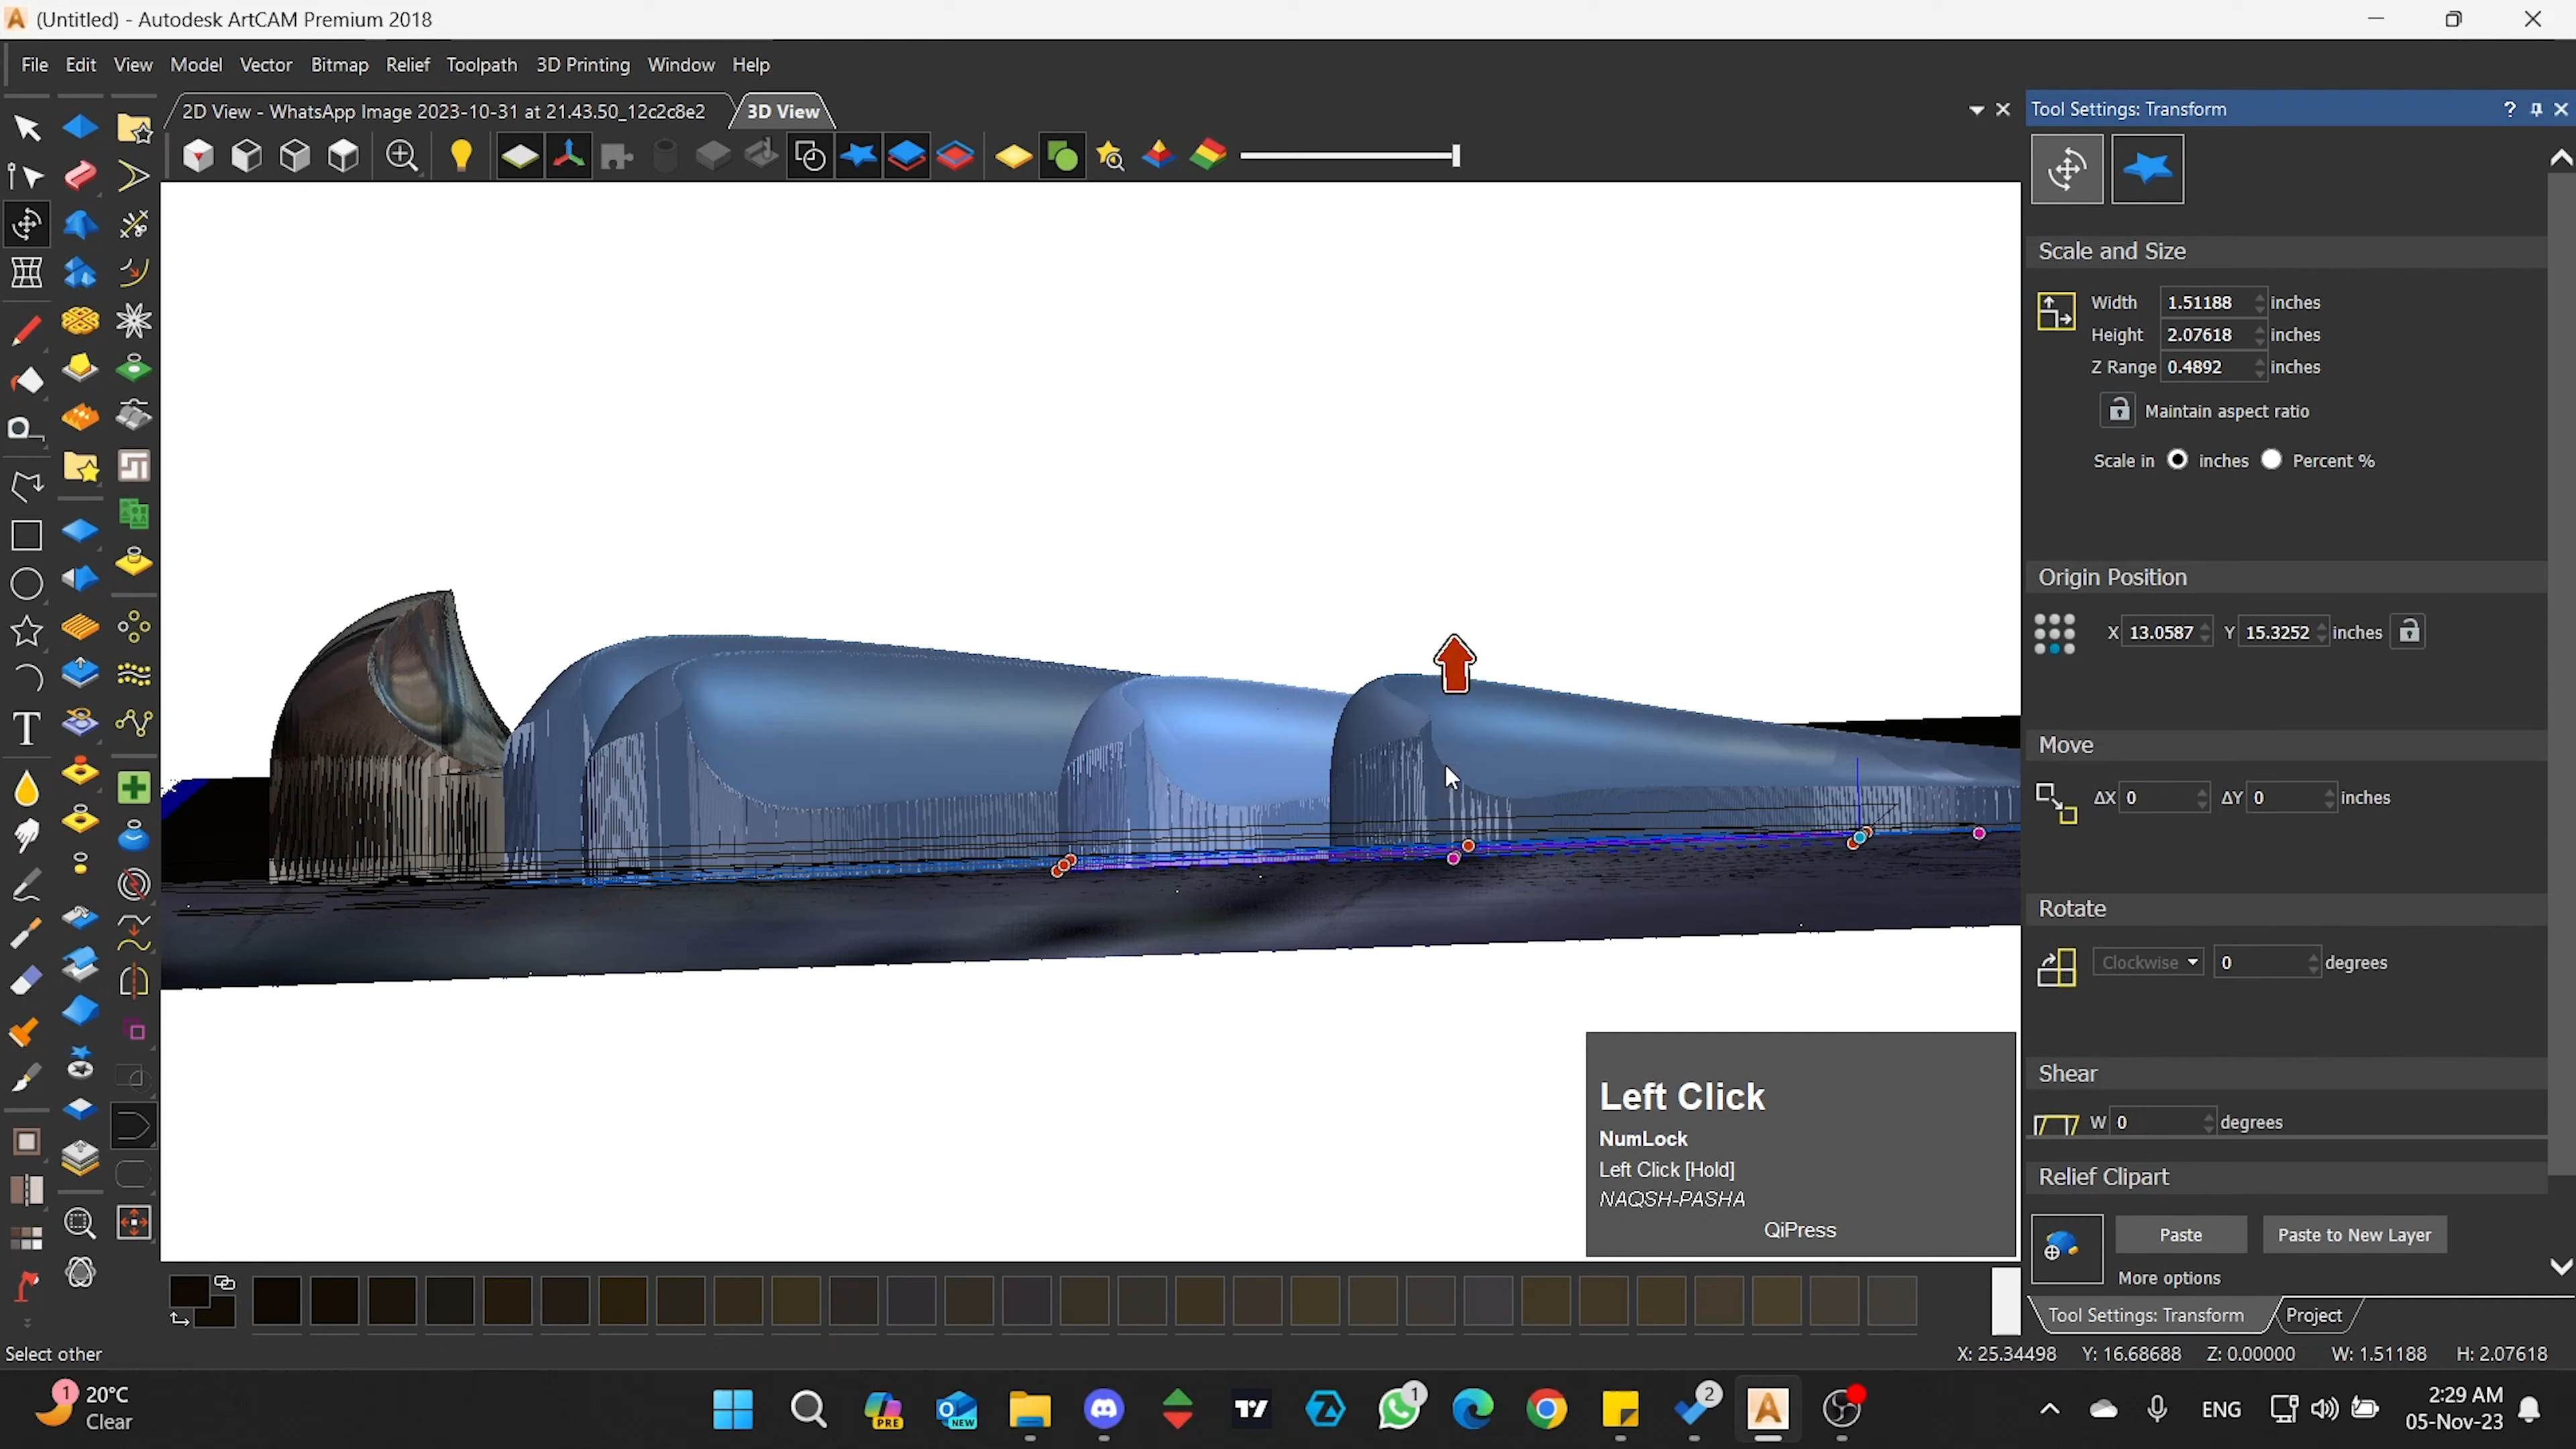 (Untitled) - Autodesk ArtCAM Premium 2018
File Edit View Model Vector Bitmap Relief Toolpath 3D Printing Window Help
2D View - WhatsApp Image 2023-10-31 at 21.43.50_12c2c8e2
3D View
Tool Settings: Transform
Scale and Size
Width 1.51188 inches
Height 2.07618 inches
Z Range 0.4892 inches
Maintain aspect ratio
Scale in inches Percent %
Origin Position
X 13.0587 Y 15.3252 inches
Move
ΔX 0 ΔY 0 inches
Rotate
Clockwise 0 degrees
Shear
W 0 degrees
Relief Clipart
Paste Paste to New Layer
More options
Tool Settings: Transform Project
Left Click
NumLock
Left Click [Hold]
NAQSH-PASHA
QiPress
Select other
X: 25.34498 Y: 16.68688 Z: 0.00000 W: 1.51188 H: 2.07618
1
20°C
Clear
PRE
NEW
1
2
ENG
2:29 AM
05-Nov-23